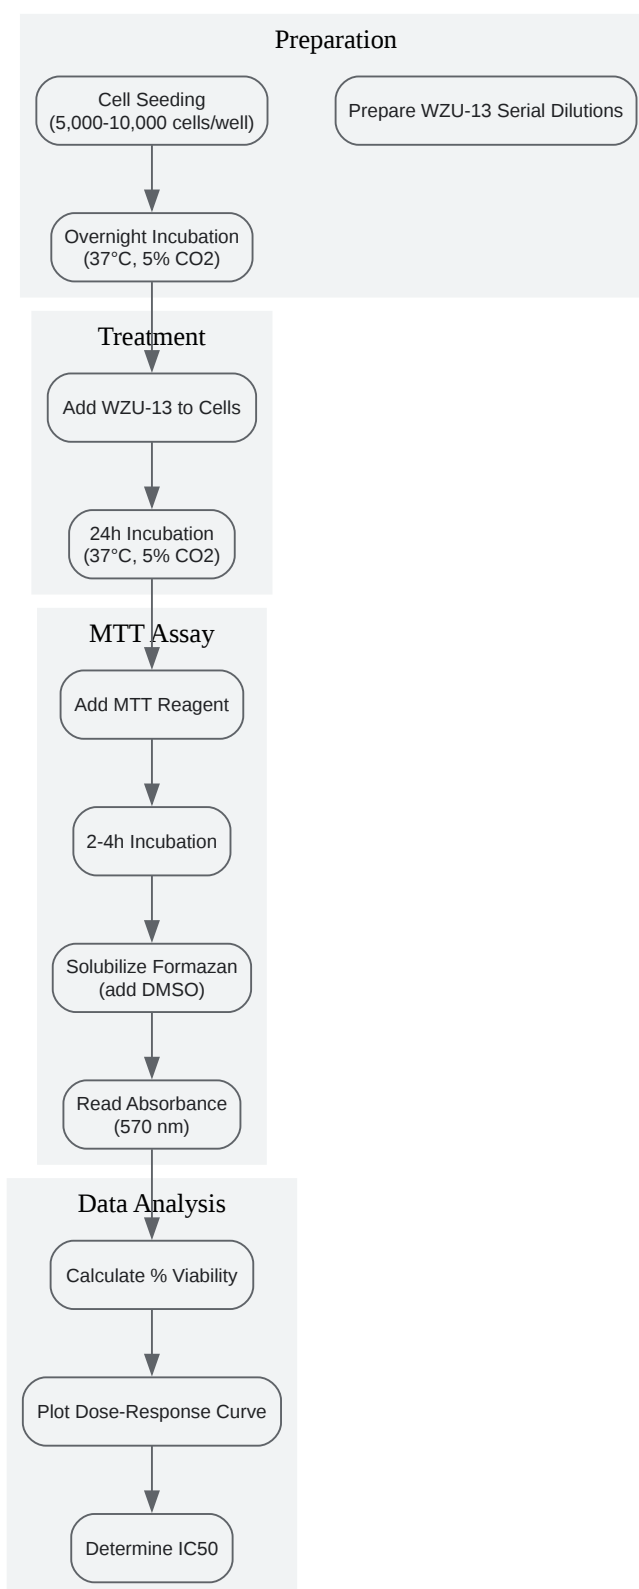 Preparation
Cell Seeding
(5,000-10,000 cells/well)
Prepare WZU-13 Serial Dilutions
Overnight Incubation
(37°C, 5% CO2)
Treatment
Add WZU-13 to Cells
24h Incubation
(37°C, 5% CO2)
MTT Assay
Add MTT Reagent
2-4h Incubation
Solubilize Formazan
(add DMSO)
Read Absorbance
(570 nm)
Data Analysis
Calculate % Viability
Plot Dose-Response Curve
Determine IC50